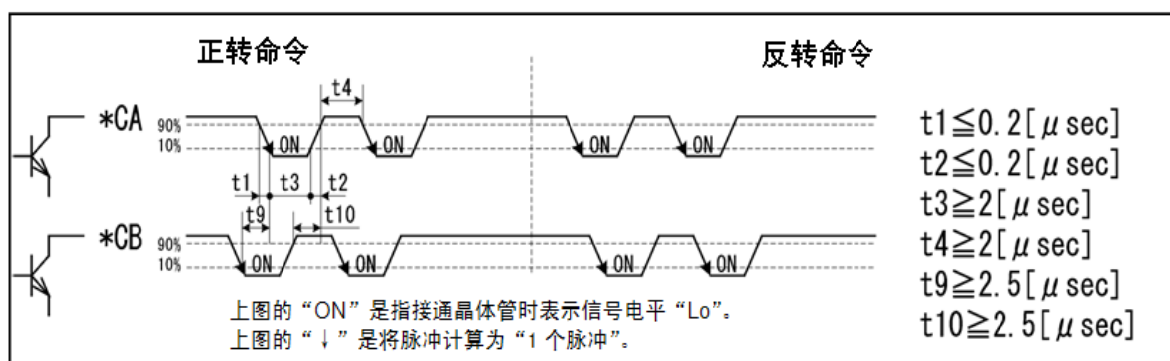 正转命令 反转命令
t4
*CA 90% 10% ON ON ON ON
t1 t3 t2
t9 t10
*CB 90% 10% ON ON ON ON
t1≦0.2[μsec]
t2≦0.2[μsec]
t3≧2[μsec]
t4≧2[μsec]
t9≧2.5[μsec]
t10≧2.5[μsec]
上图的“ON”是指接通晶体管时表示信号电平“Lo”。
上图的“↓”是将脉冲计算为“1个脉冲”。